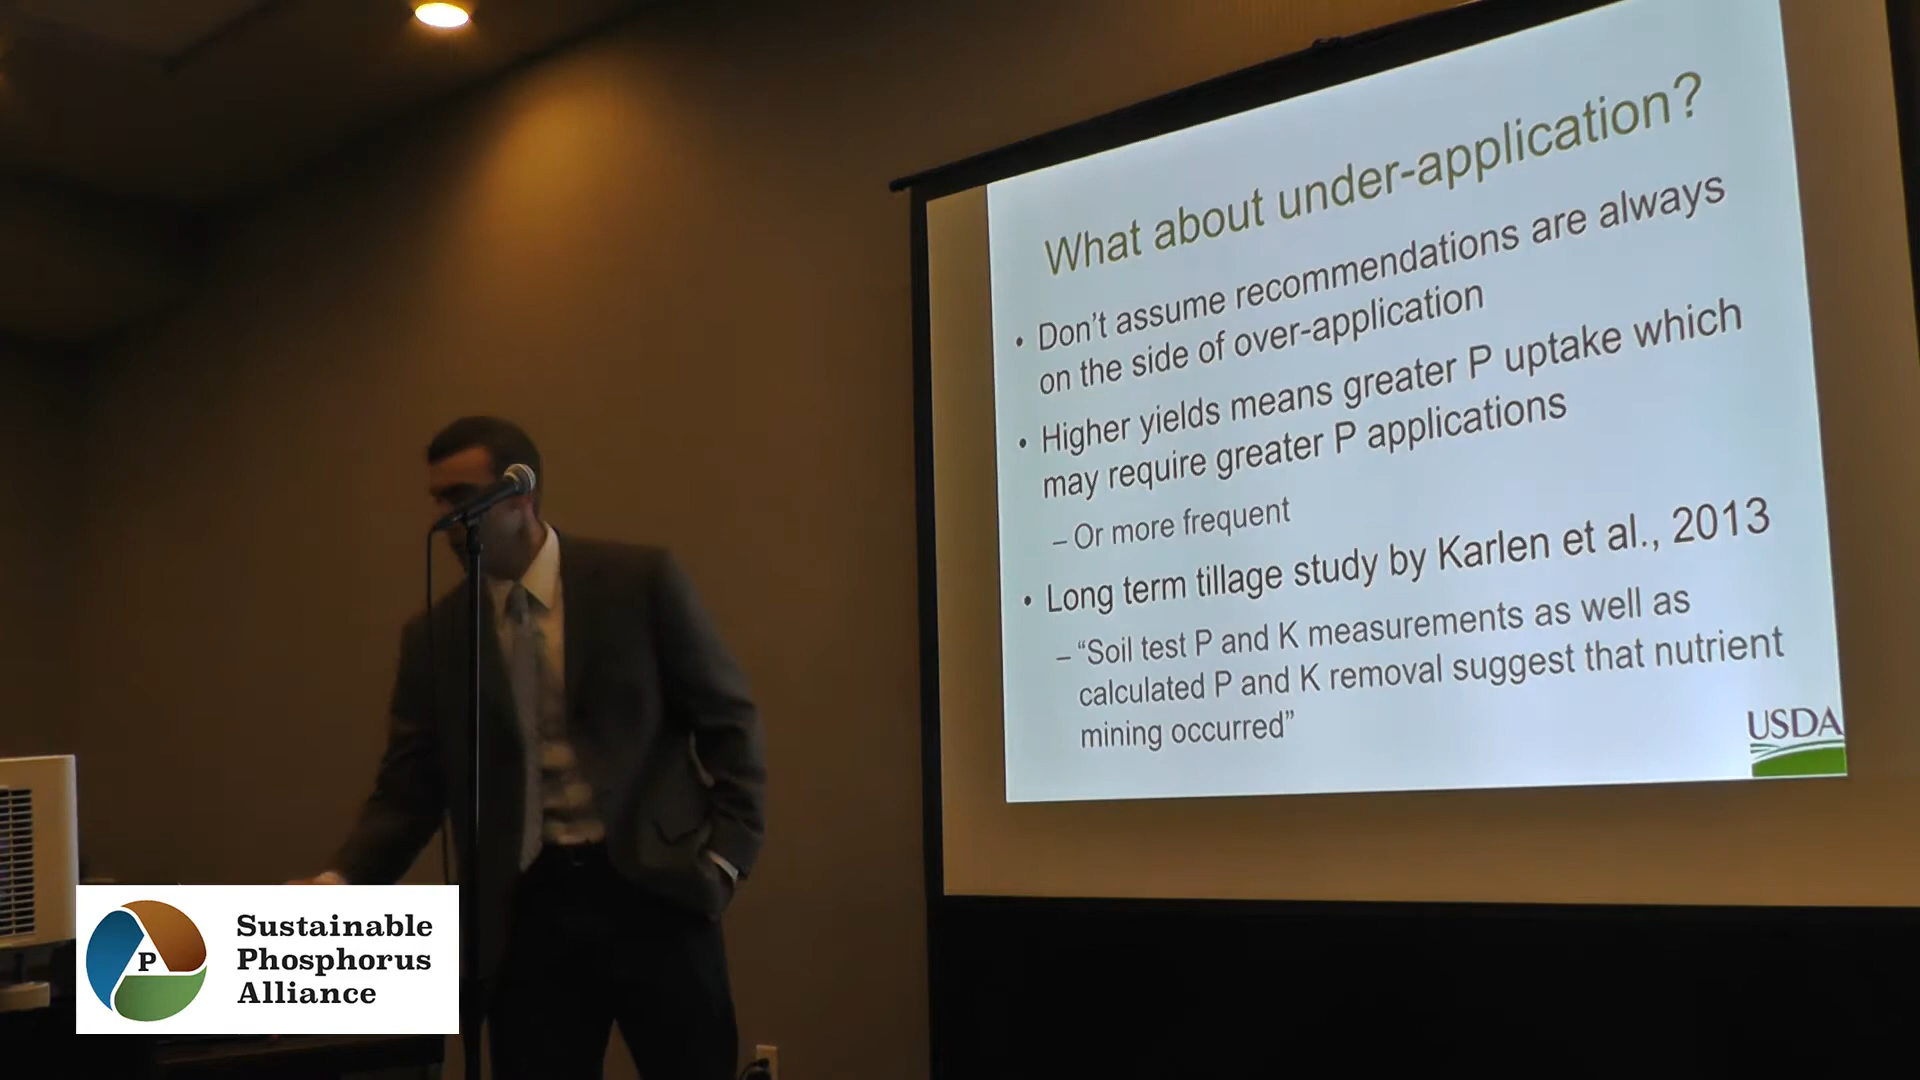 What about under-application?
• Don't assume recommendations are always
on the side of over-application
• Higher yields means greater P uptake which
may require greater P applications
– Or more frequent
• Long term tillage study by Karlen et al., 2013
– “Soil test P and K measurements as well as
calculated P and K removal suggest that nutrient
mining occurred”
USDA
P
Sustainable
Phosphorus
Alliance